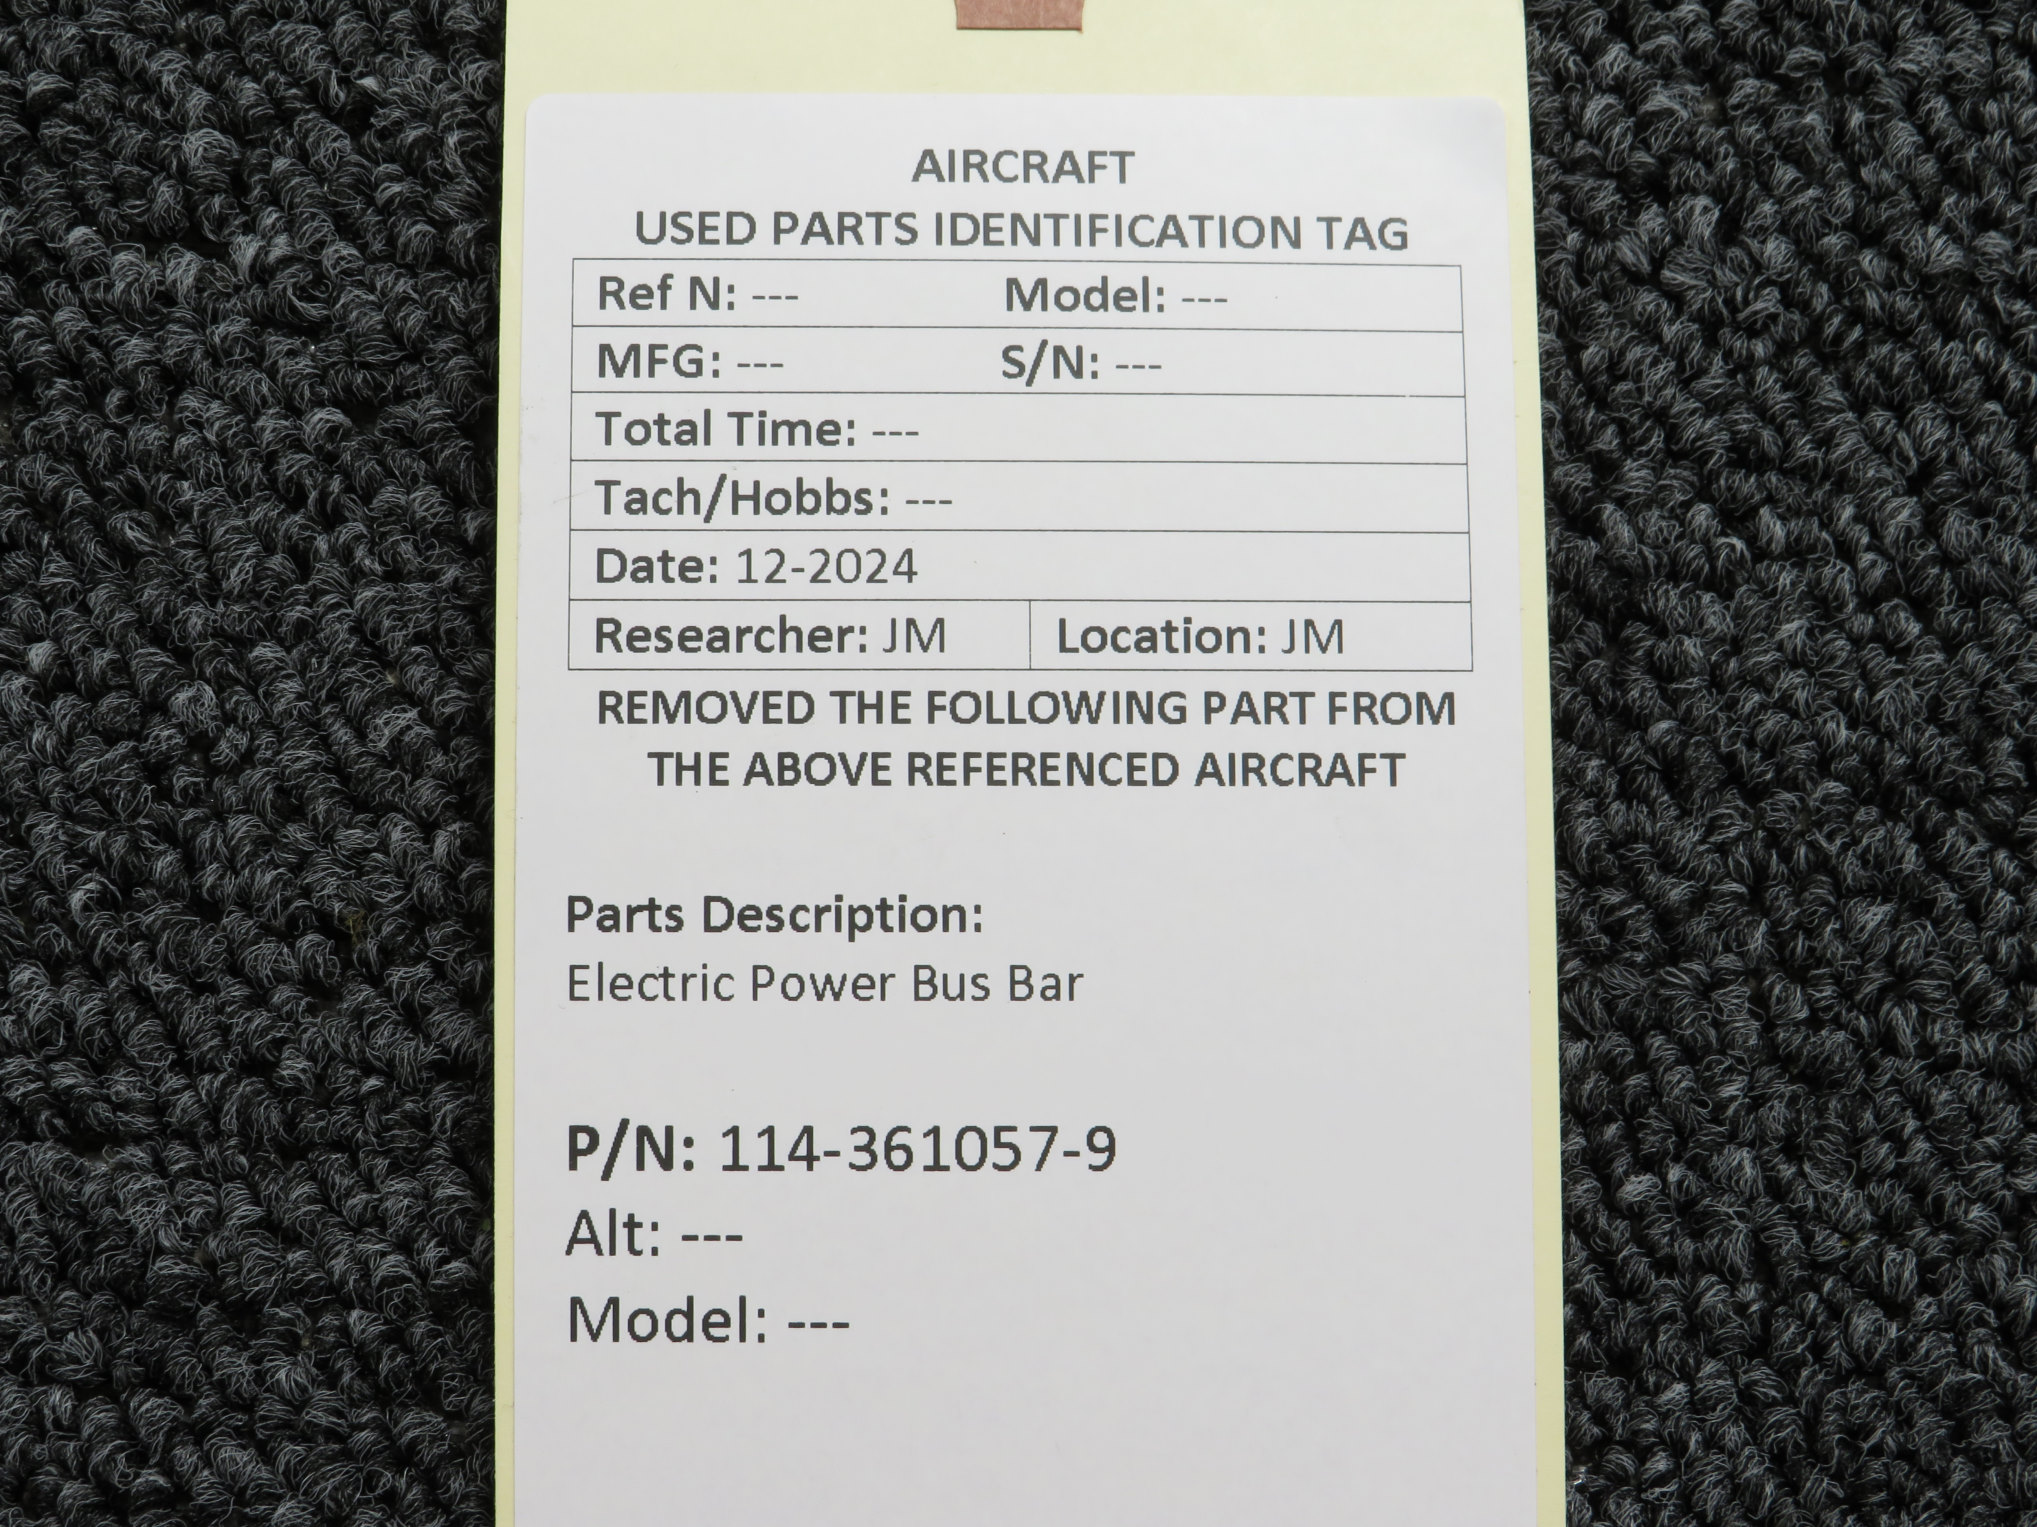 AIRCRAFT
USED PARTS IDENTIFICATION TAG
Ref N: --- Model: ---
MFG: --- S/N: ---
Total Time: ---
Tach/Hobbs: ---
Date: 12-2024
Researcher: JM Location: JM
REMOVED THE FOLLOWING PART FROM
THE ABOVE REFERENCED AIRCRAFT
Parts Description:
Electric Power Bus Bar
P/N: 114-361057-9
Alt: ---
Model: ---